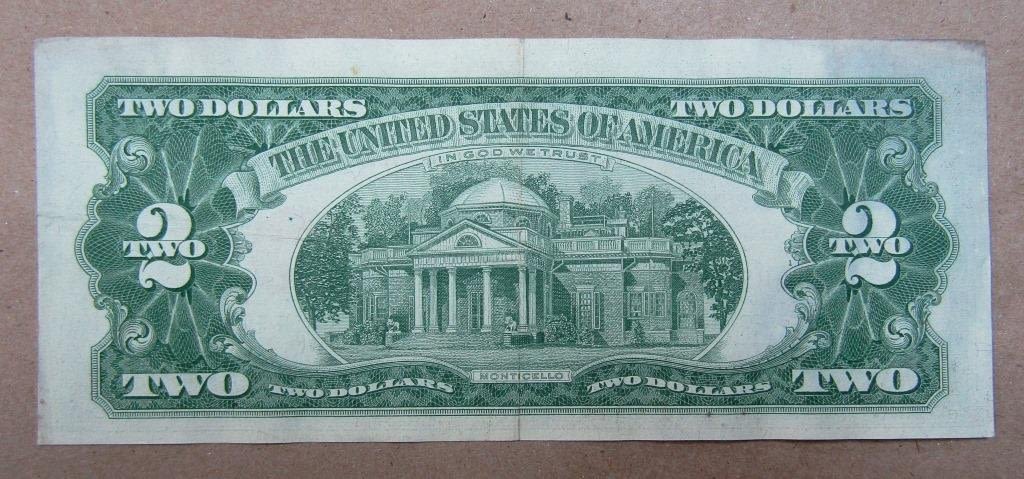 TWO DOLLARS
TWO DOLLARS
THE UNITED STATES OF AMERICA
IN GOD WE TRUST
2
TWO
2
TWO
MONTICELLO
TWO
TWO DOLLARS
TWO DOLLARS
TWO